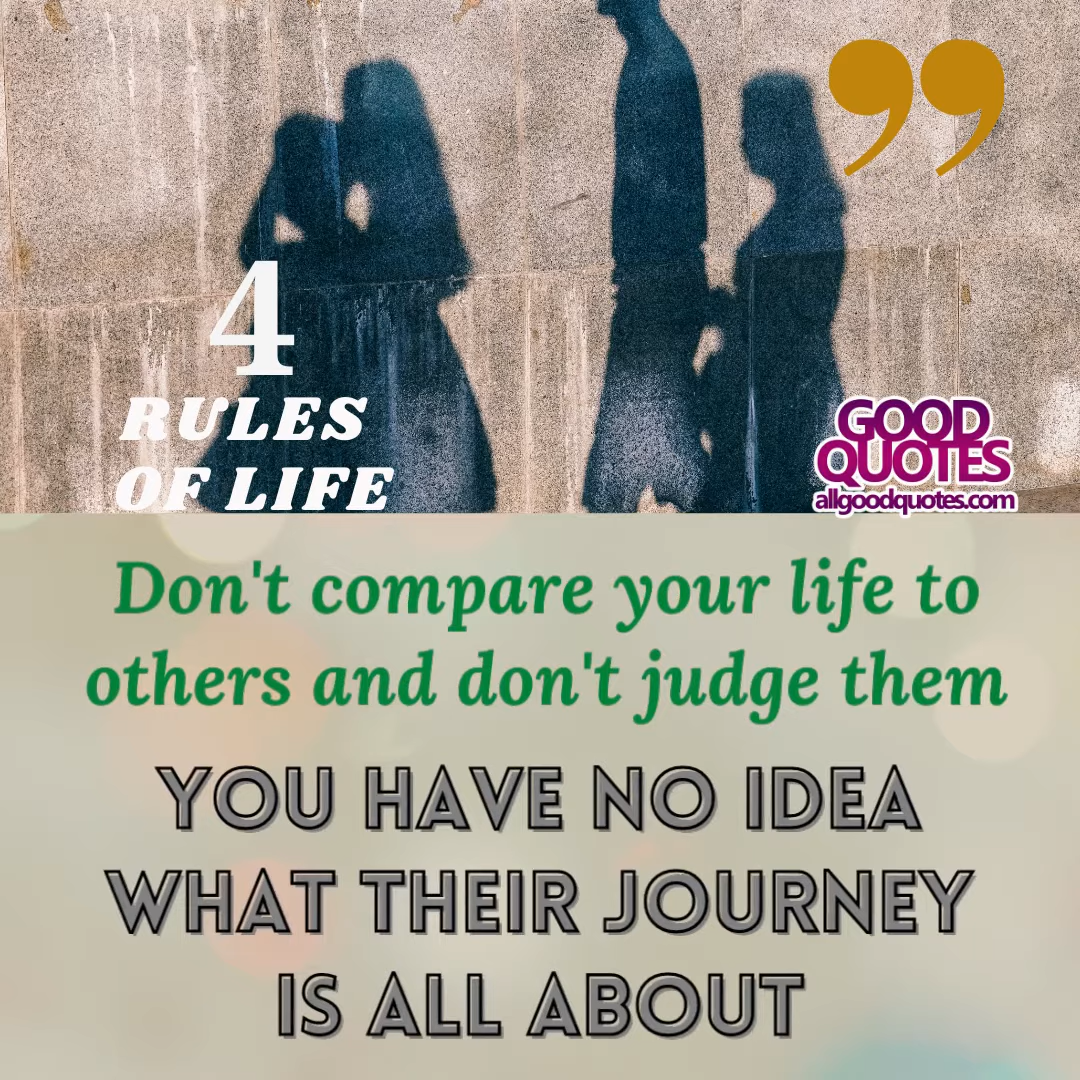 ”
4
RULES
OF LIFE
GOOD
QUOTES
allgoodquotes.com
Don't compare your life to
others and don't judge them
YOU HAVE NO IDEA
WHAT THEIR JOURNEY
IS ALL ABOUT